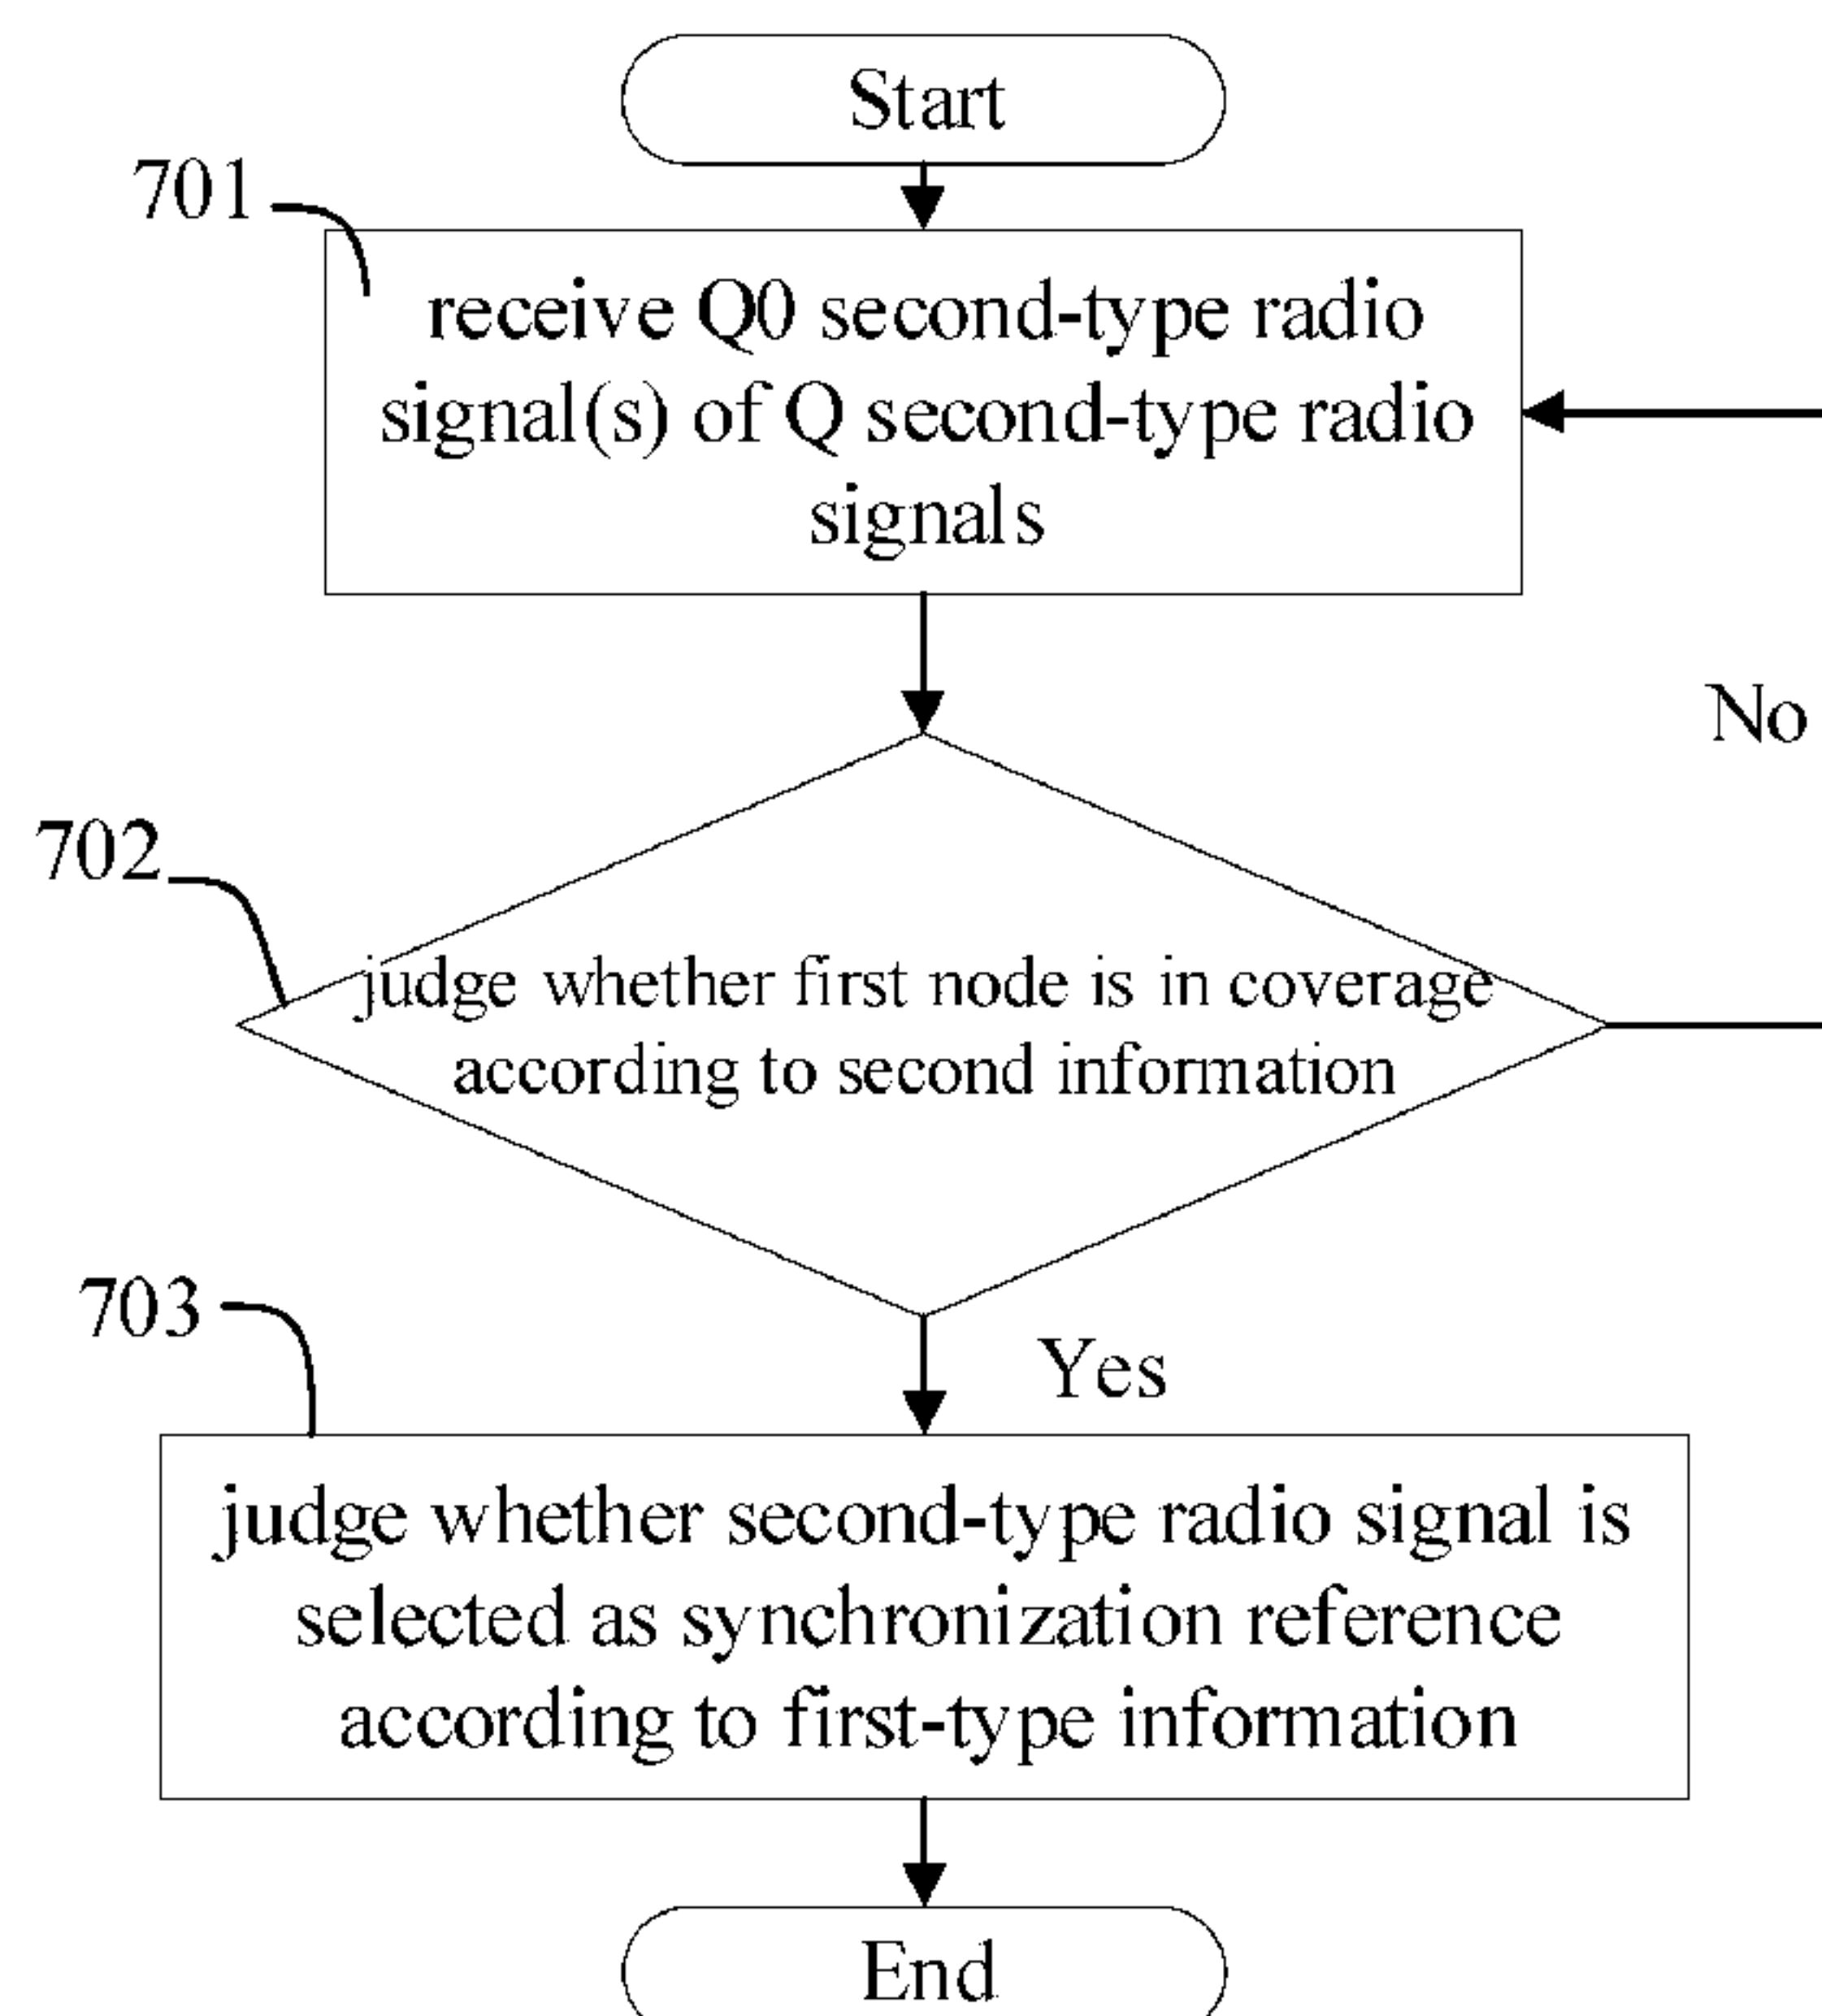 Start
701
receive Q0 second-type radio
signal(s) of Q second-type radio
signals
No
702
judge whether first node is in coverage
according to second information
703
Yes
judge whether second-type radio signal is
selected as synchronization reference
according to first-type information
End